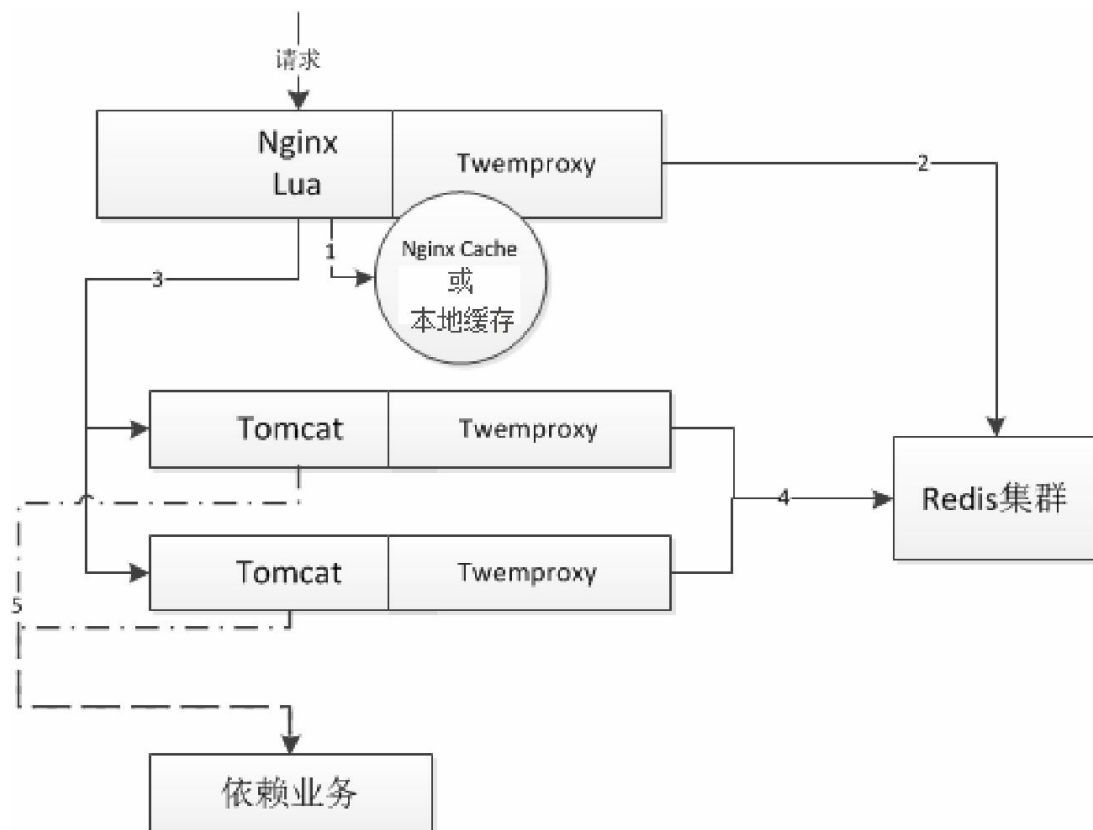 请求
Nginx
Lua
Twemproxy
2
1
Nginx Cache
或
本地缓存
3
Tomcat
Twemproxy
4
Redis集群
Tomcat
Twemproxy
5
依赖业务